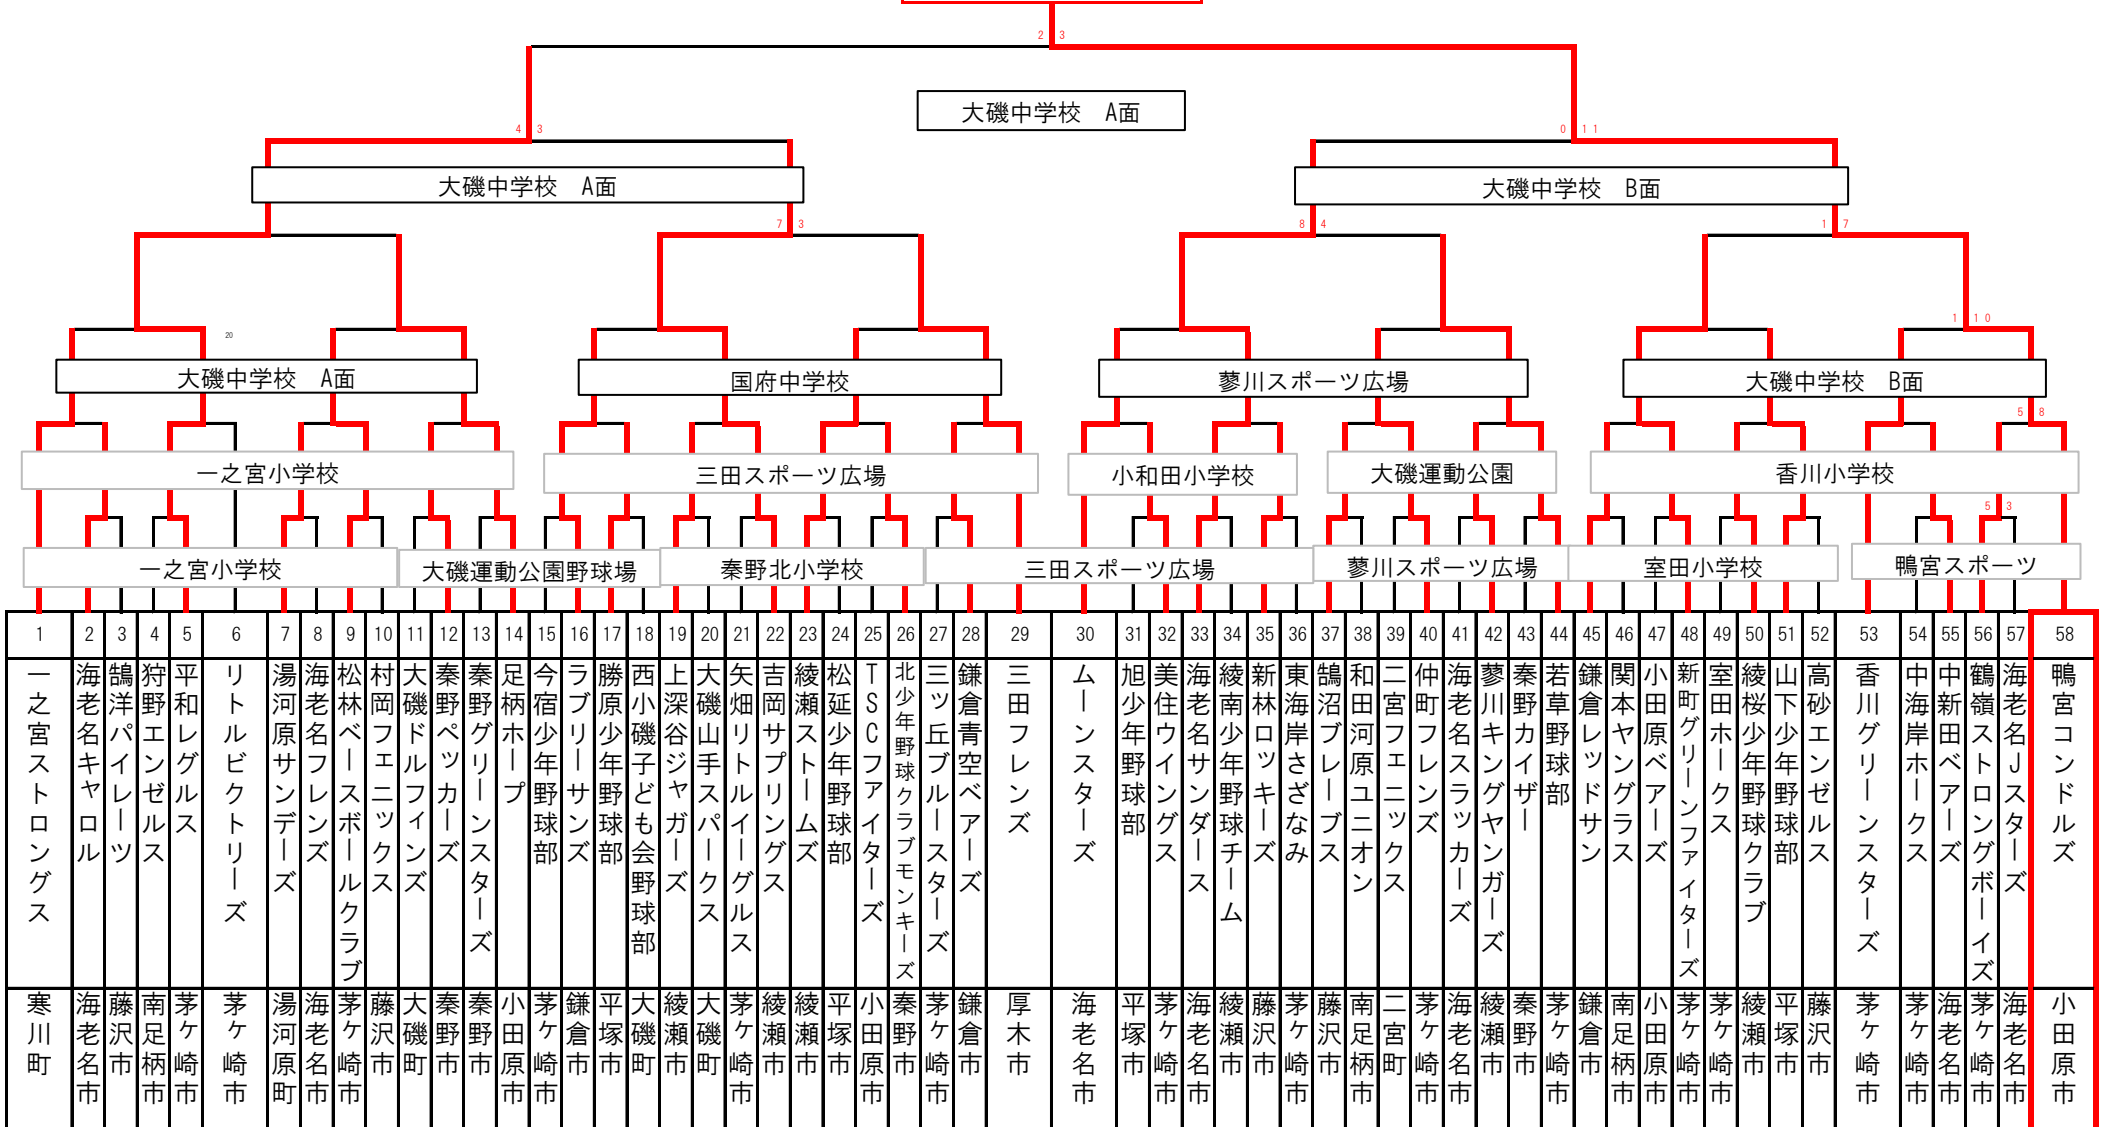 2 3
大磯中学校　A面
4 3
0 11
大磯中学校　A面
大磯中学校　B面
7 3
8 4
1 7
20
1 10
大磯中学校　A面
国府中学校
蓼川スポーツ広場
大磯中学校　B面
5 8
一之宮小学校
三田スポーツ広場
小和田小学校
大磯運動公園
香川小学校
5 3
一之宮小学校
大磯運動公園野球場
秦野北小学校
三田スポーツ広場
蓼川スポーツ広場
室田小学校
鴨宮スポーツ
1 2 3 4 5 6 7 8 9 10 11 12 13 14 15 16 17 18 19 20 21 22 23 24 25 26 27 28 29 30 31 32 33 34 35 36 37 38 39 40 41 42 43 44 45 46 47 48 49 50 51 52 53 54 55 56 57 58
一之宮ストロングス
海老名キャロル
鵠洋パイレーツ
狩野エンゼルス
平和レグルス
リトルビクトリーズ
湯河原サンデーズ
海老名フレンズ
松林ベースボールクラブ
村岡フェニックス
大磯ドルフィンズ
秦野ペッカーズ
秦野グリーンスターズ
足柄ホープ
今宿少年野球部
ラブリーサンズ
勝原少年野球部
西小磯子ども会野球部
上深谷ジャガーズ
大磯山手スパークス
矢畑リトルイーグルス
吉岡サプリングス
綾瀬ストームズ
松延少年野球部
TSCファイターズ
北少年野球クラブモンキーズ
三ツ丘ブルースターズ
鎌倉青空ベアーズ
三田フレンズ
ムーンスターズ
旭少年野球部
美住ウイングス
海老名サンダース
綾南少年野球チーム
新林ロッキーズ
東海岸さざなみ
鵠沼ブレーブス
和田河原ユニオン
二宮フェニックス
仲町フレンズ
海老名スラッガーズ
蓼川キングヤンガーズ
秦野カイザー
若草野球部
鎌倉レッドサン
関本ヤングラス
小田原ベアーズ
新町グリーンファイターズ
室田ホークス
綾桜少年野球クラブ
山下少年野球部
高砂エンゼルス
香川グリーンスターズ
中海岸ホークス
中新田ベアーズ
鶴嶺ストロングボーイズ
海老名Jスターズ
鴨宮コンドルズ
寒川町
海老名市
藤沢市
南足柄市
茅ヶ崎市
茅ヶ崎市
湯河原町
海老名市
茅ヶ崎市
藤沢市
大磯町
秦野市
秦野市
小田原市
茅ヶ崎市
鎌倉市
平塚市
大磯町
綾瀬市
大磯町
茅ヶ崎市
綾瀬市
綾瀬市
平塚市
小田原市
秦野市
茅ヶ崎市
鎌倉市
厚木市
海老名市
平塚市
茅ヶ崎市
海老名市
綾瀬市
藤沢市
茅ヶ崎市
藤沢市
南足柄市
二宮町
茅ヶ崎市
海老名市
綾瀬市
秦野市
茅ヶ崎市
鎌倉市
南足柄市
小田原市
茅ヶ崎市
茅ヶ崎市
綾瀬市
平塚市
藤沢市
茅ヶ崎市
茅ヶ崎市
海老名市
茅ヶ崎市
海老名市
小田原市